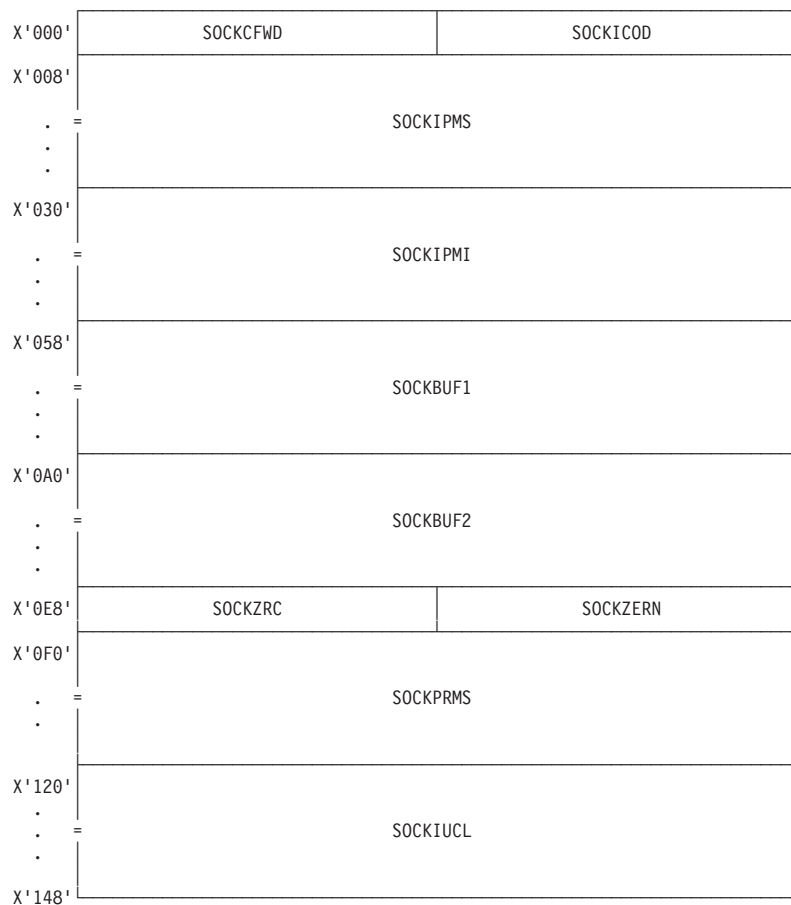 X'000' SOCKCFWD SOCKICOD
X'008'
. = SOCKIPMS
.
.
X'030'
. = SOCKIPMI
.
.
X'058'
. = SOCKBUF1
.
.
X'0A0'
. = SOCKBUF2
.
.
X'0E8' SOCKZRC SOCKZERN
X'0F0'
. = SOCKPRMS
.
X'120'
.
. = SOCKIUCL
.
X'148'